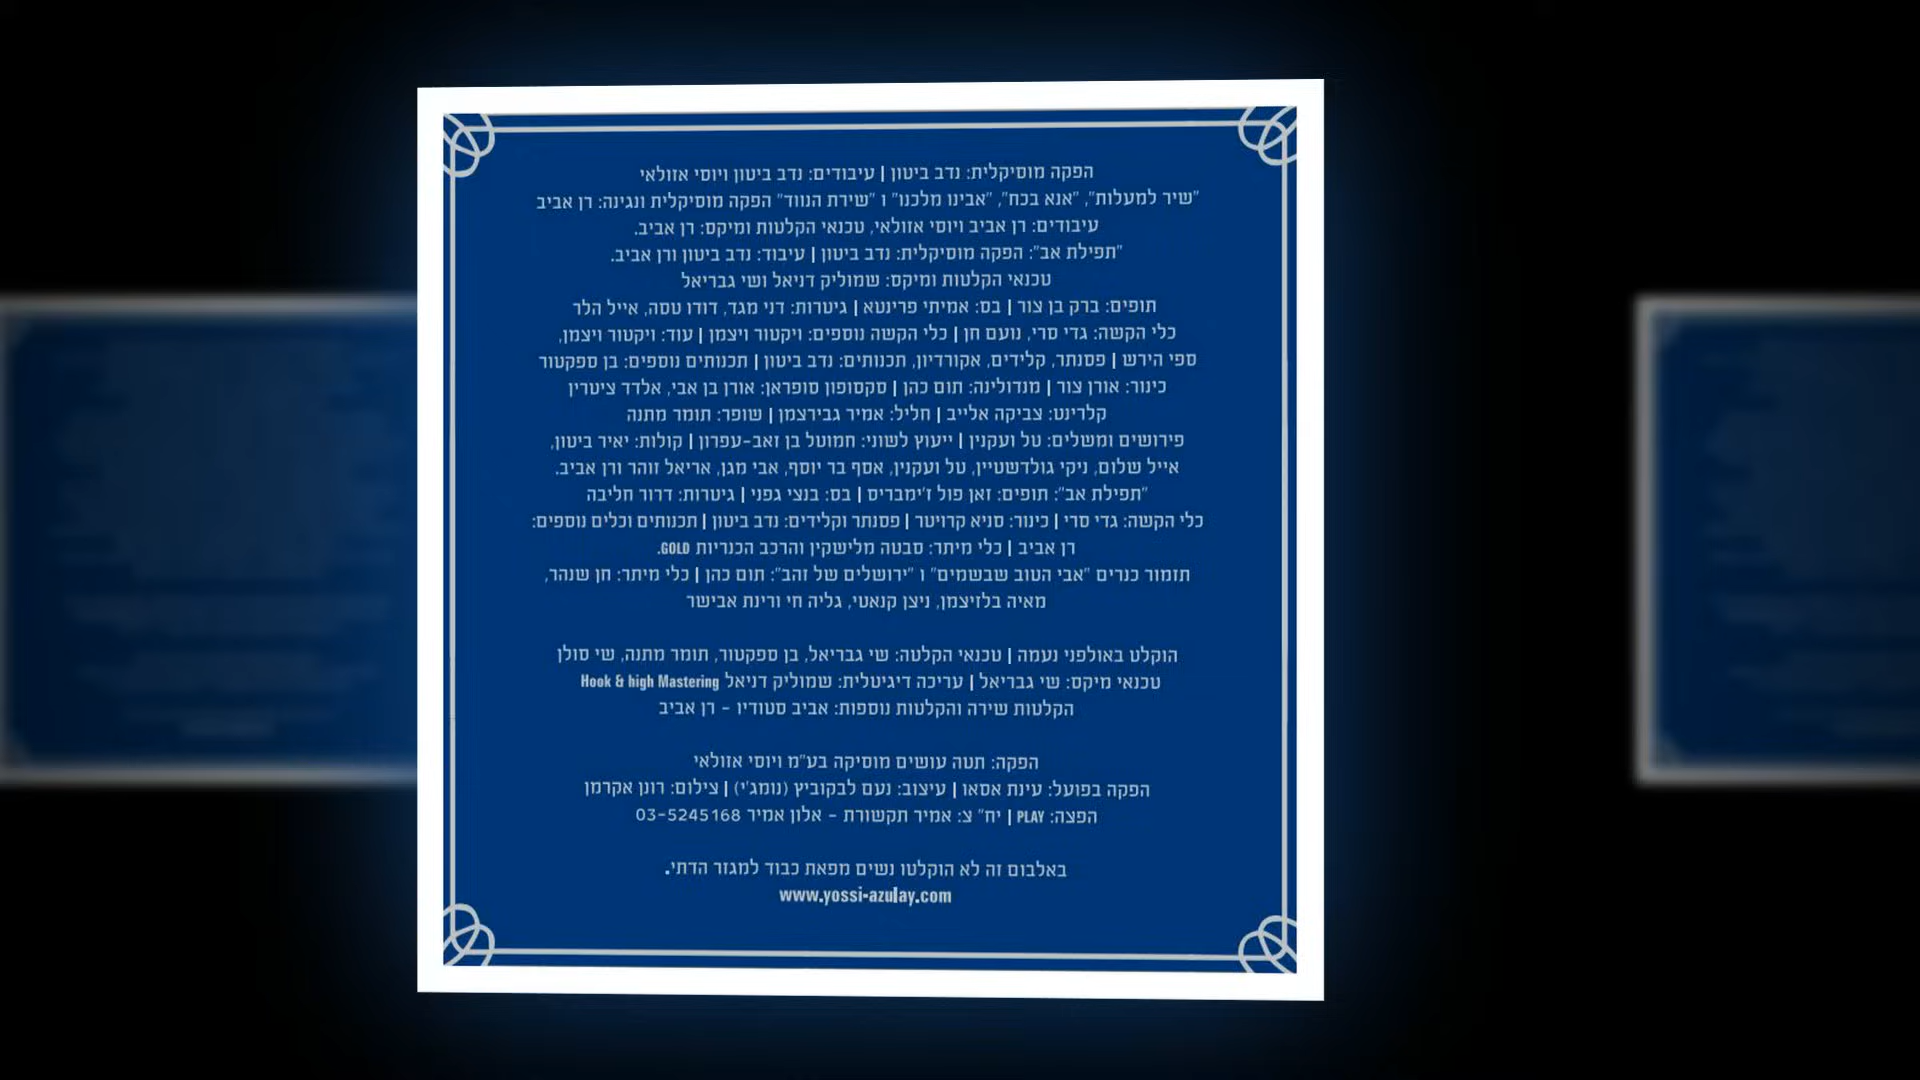 הפקה מוסיקלית: נדב ביטון | עיבודים: נדב ביטון ויוסי אזולאי
"שיר למעלות", "אנא בכח", "אבינו מלכנו" ו "שירת הנווד" הפקה מוסיקלית ונגינה: רן אביב
עיבודים: רן אביב ויוסי אזולאי, טכנאי הקלטות ומיקס: רן אביב.
"תפילת אב": הפקה מוסיקלית: נדב ביטון | עיבוד: נדב ביטון ורן אביב.
טכנאי הקלטות ומיקס: שמוליק דניאל ושי גבריאל
תופים: ברק בן צור | בס: אמיתי פרינטא | גיטרות: דני מגד, דודו טסה, אייל הלר
כלי הקשה: גדי סרי, נועם חן | כלי הקשה נוספים: ויקטור ויצמן | עוד: ויקטור ויצמן,
ספי הירש | פסנתר, קלידים, אקורדיון, תכנותים: נדב ביטון | תכנותים נוספים: בן ספקטור
כינור: אורן צור | מנדולינה: תום כהן | סקסופון סופראן: אורן בן אבי, אלדד ציטרין
קלרינט: צביקה אלייב | חליל: אמיר גבירצמן | שופר: תומר מתנה
פירושים ומשלים: טל ועקנין | ייעוץ לשוני: חמוטל בן זאב-עפרון | קולות: יאיר ביטון,
אייל שלום, ניקי גולדשטיין, טל ועקנין, אסף בר יוסף, אבי מגן, אריאל זוהר ורן אביב.
"תפילת אב": תופים: זאן פול ז'ימבריס | בס: בנצי גפני | גיטרות: דרור חליבה
כלי הקשה: גדי סרי | כינור: סניא קרויטר | פסנתר וקלידים: נדב ביטון | תכנותים וכלים נוספים:
רן אביב | כלי מיתר: סבטה מלישקין והרכב הכנריות GOLD.
תזמור כנרים "אבי הטוב שבשמים" ו "ירושלים של זהב": תום כהן | כלי מיתר: חן שנהר,
מאיה בלזיצמן, ניצן קנאטי, גליה חי ורינת אבישר
הוקלט באולפני נעמה | טכנאי הקלטה: שי גבריאל, בן ספקטור, תומר מתנה, שי סולן
טכנאי מיקס: שי גבריאל | עריכה דיגיטלית: שמוליק דניאל Hook & high Mastering
הקלטות שירה והקלטות נוספות: אביב סטודיו - רן אביב
הפקה: תטה עושים מוסיקה בע"מ ויוסי אזולאי
הפקה בפועל: עינת אסאו | עיצוב: נעם לבקוביץ (נומג'י) | צילום: רונן אקרמן
הפצה: PLAY | יח"צ: אמיר תקשורת - אלון אמיר 03-5245168
באלבום זה לא הוקלטו נשים מפאת כבוד למגזר הדתי.
www.yossi-azulay.com